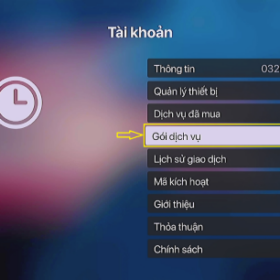 Tài khoản
Thông tin 032
Quản lý thiết bị
Dịch vụ đã mua
Gói dịch vụ
Lịch sử giao dịch
Mã kích hoạt
Giới thiệu
Thỏa thuận
Chính sách